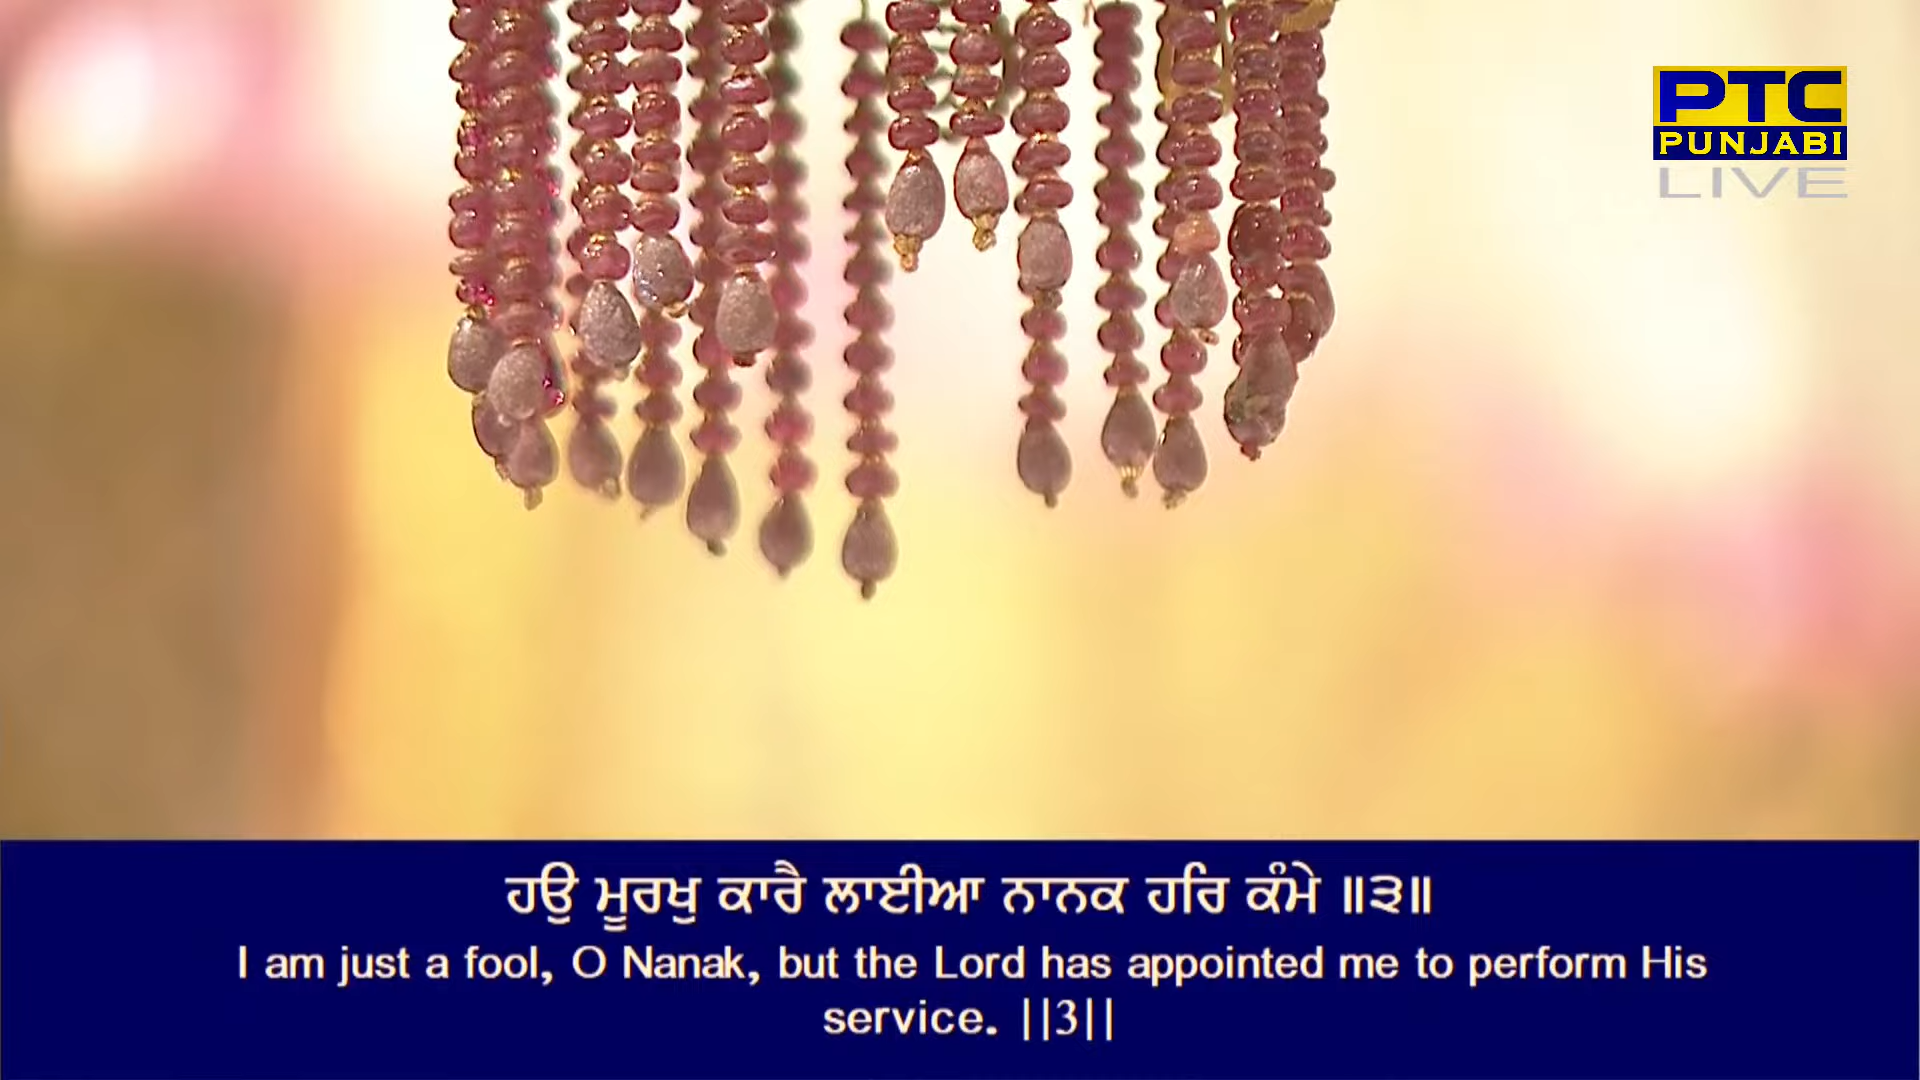 PTC
PUNJABI
LIVE
ਹਉ ਮੂਰਖੁ ਕਾਰੈ ਲਾਈਆ ਨਾਨਕ ਹਰਿ ਕੰਮੇ ॥੩॥
I am just a fool, O Nanak, but the Lord has appointed me to perform His
service. ||3||